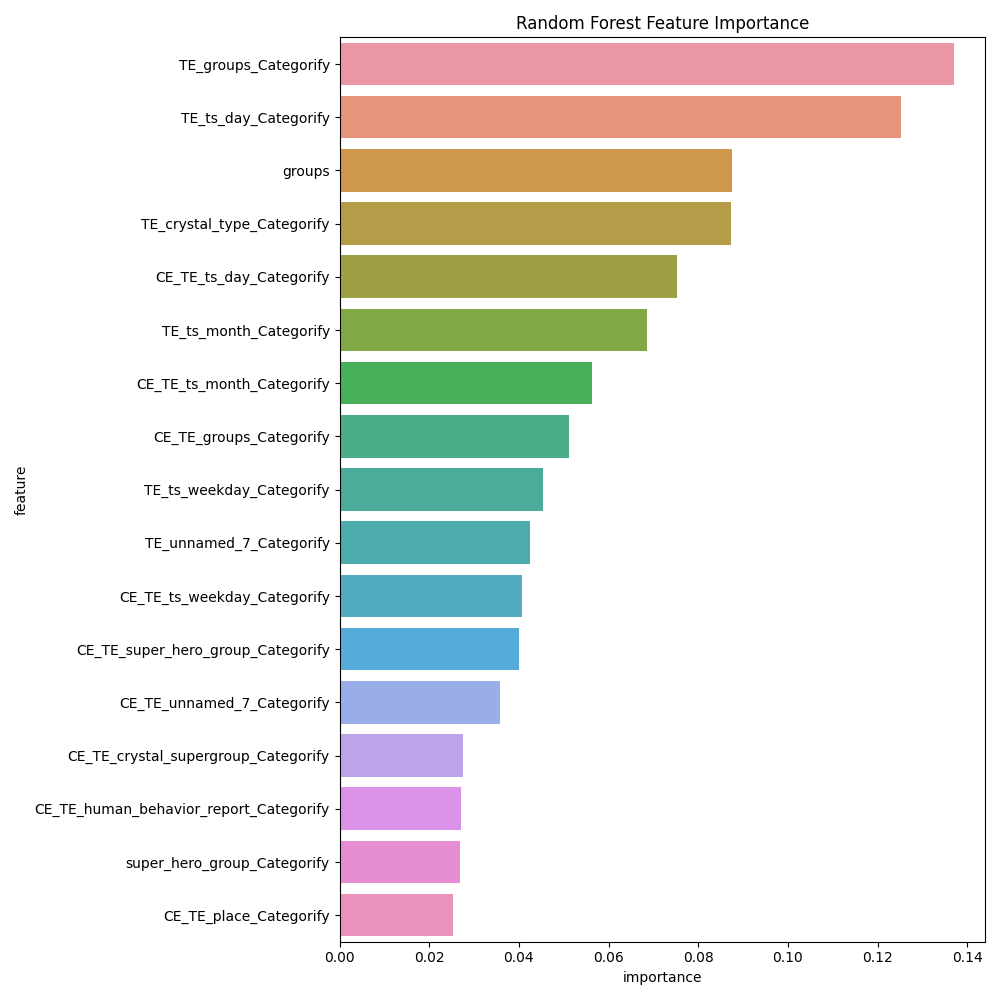 Random Forest Feature Importance
TE_groups_Categorify
TE_ts_day_Categorify
groups
TE_crystal_type_Categorify
CE_TE_ts_day_Categorify
TE_ts_month_Categorify
CE_TE_ts_month_Categorify
CE_TE_groups_Categorify
TE_ts_weekday_Categorify
TE_unnamed_7_Categorify
CE_TE_ts_weekday_Categorify
CE_TE_super_hero_group_Categorify
CE_TE_unnamed_7_Categorify
CE_TE_crystal_supergroup_Categorify
CE_TE_human_behavior_report_Categorify
super_hero_group_Categorify
CE_TE_place_Categorify
feature
0.00 0.02 0.04 0.06 0.08 0.10 0.12 0.14
importance